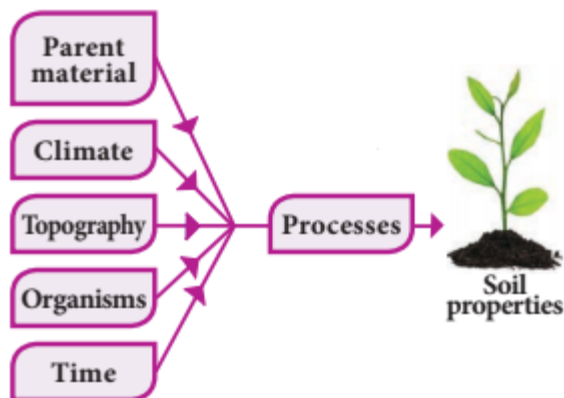 Parent
material
Climate
Topography
Organisms
Time
Processes
Soil
properties